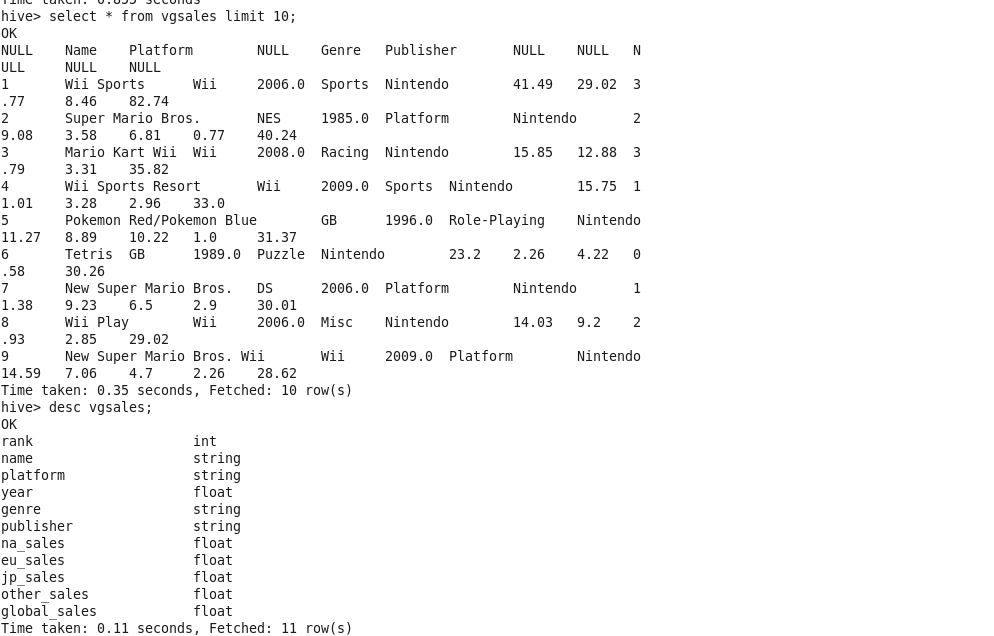 Time taken: 0.855 seconds
hive> select * from vgsales limit 10;
OK
NULL    Name    Platform        NULL    Genre   Publisher       NULL    NULL    N
ULL     NULL    NULL
1       Wii Sports      Wii     2006.0  Sports  Nintendo        41.49   29.02   3
.77     8.46    82.74
2       Super Mario Bros.       NES     1985.0  Platform        Nintendo        2
9.08    3.58    6.81    0.77    40.24
3       Mario Kart Wii  Wii     2008.0  Racing  Nintendo        15.85   12.88   3
.79     3.31    35.82
4       Wii Sports Resort       Wii     2009.0  Sports  Nintendo        15.75   1
1.01    3.28    2.96    33.0
5       Pokemon Red/Pokemon Blue        GB      1996.0  Role-Playing    Nintendo
11.27   8.89    10.22   1.0     31.37
6       Tetris  GB      1989.0  Puzzle  Nintendo        23.2    2.26    4.22    0
.58     30.26
7       New Super Mario Bros.   DS      2006.0  Platform        Nintendo        1
1.38    9.23    6.5     2.9     30.01
8       Wii Play        Wii     2006.0  Misc    Nintendo        14.03   9.2     2
.93     2.85    29.02
9       New Super Mario Bros. Wii       Wii     2009.0  Platform        Nintendo
14.59   7.06    4.7     2.26    28.62
Time taken: 0.35 seconds, Fetched: 10 row(s)
hive> desc vgsales;
OK
rank                    int
name                    string
platform                string
year                    float
genre                   string
publisher               string
na_sales                float
eu_sales                float
jp_sales                float
other_sales             float
global_sales            float
Time taken: 0.11 seconds, Fetched: 11 row(s)